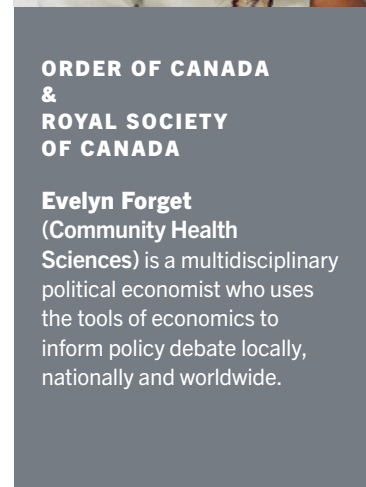 ORDER OF CANADA
&
ROYAL SOCIETY
OF CANADA
Evelyn Forget
(Community Health
Sciences) is a multidisciplinary
political economist who uses
the tools of economics to
inform policy debate locally,
nationally and worldwide.